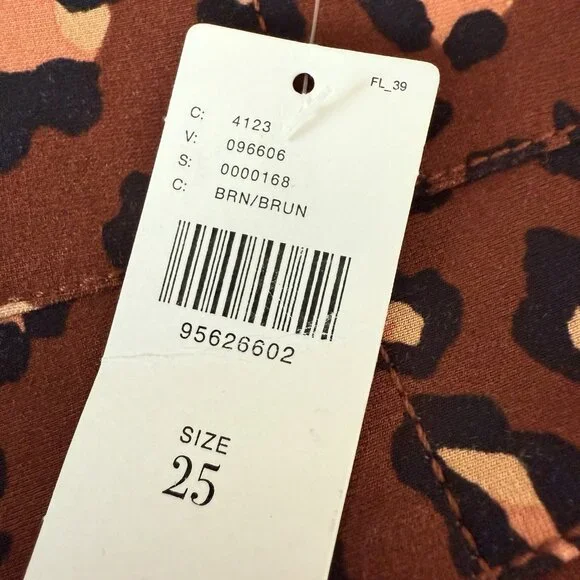 FL_39
C: 4123
V: 096606
S: 0000168
C: BRN/BRUN
95626602
SIZE
25